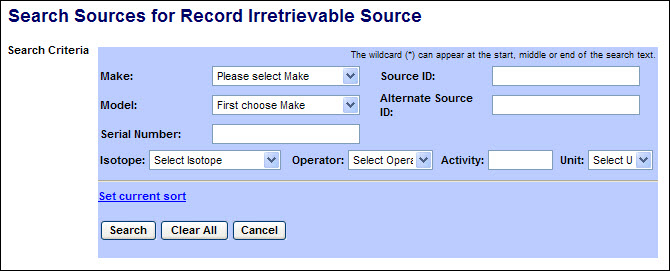 Search Sources for Record Irretrievable Source
Search Criteria
The wildcard (*) can appear at the start, middle or end of the search text.
Make: Please select Make Source ID:
Model: First choose Make Alternate Source ID:
Serial Number:
Isotope: Select Isotope Operator: Select Opera Activity: Unit: Select U
Set current sort
Search Clear All Cancel